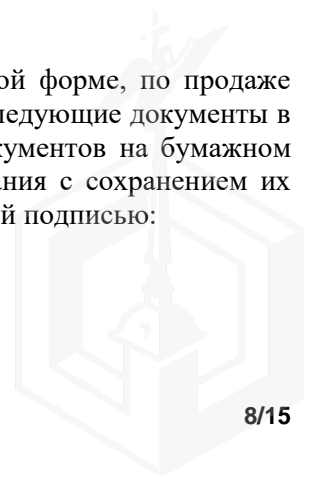 ой форме, по продаже
ледующие документы в
кументов на бумажном
ания с сохранением их
й подписью:
8/15